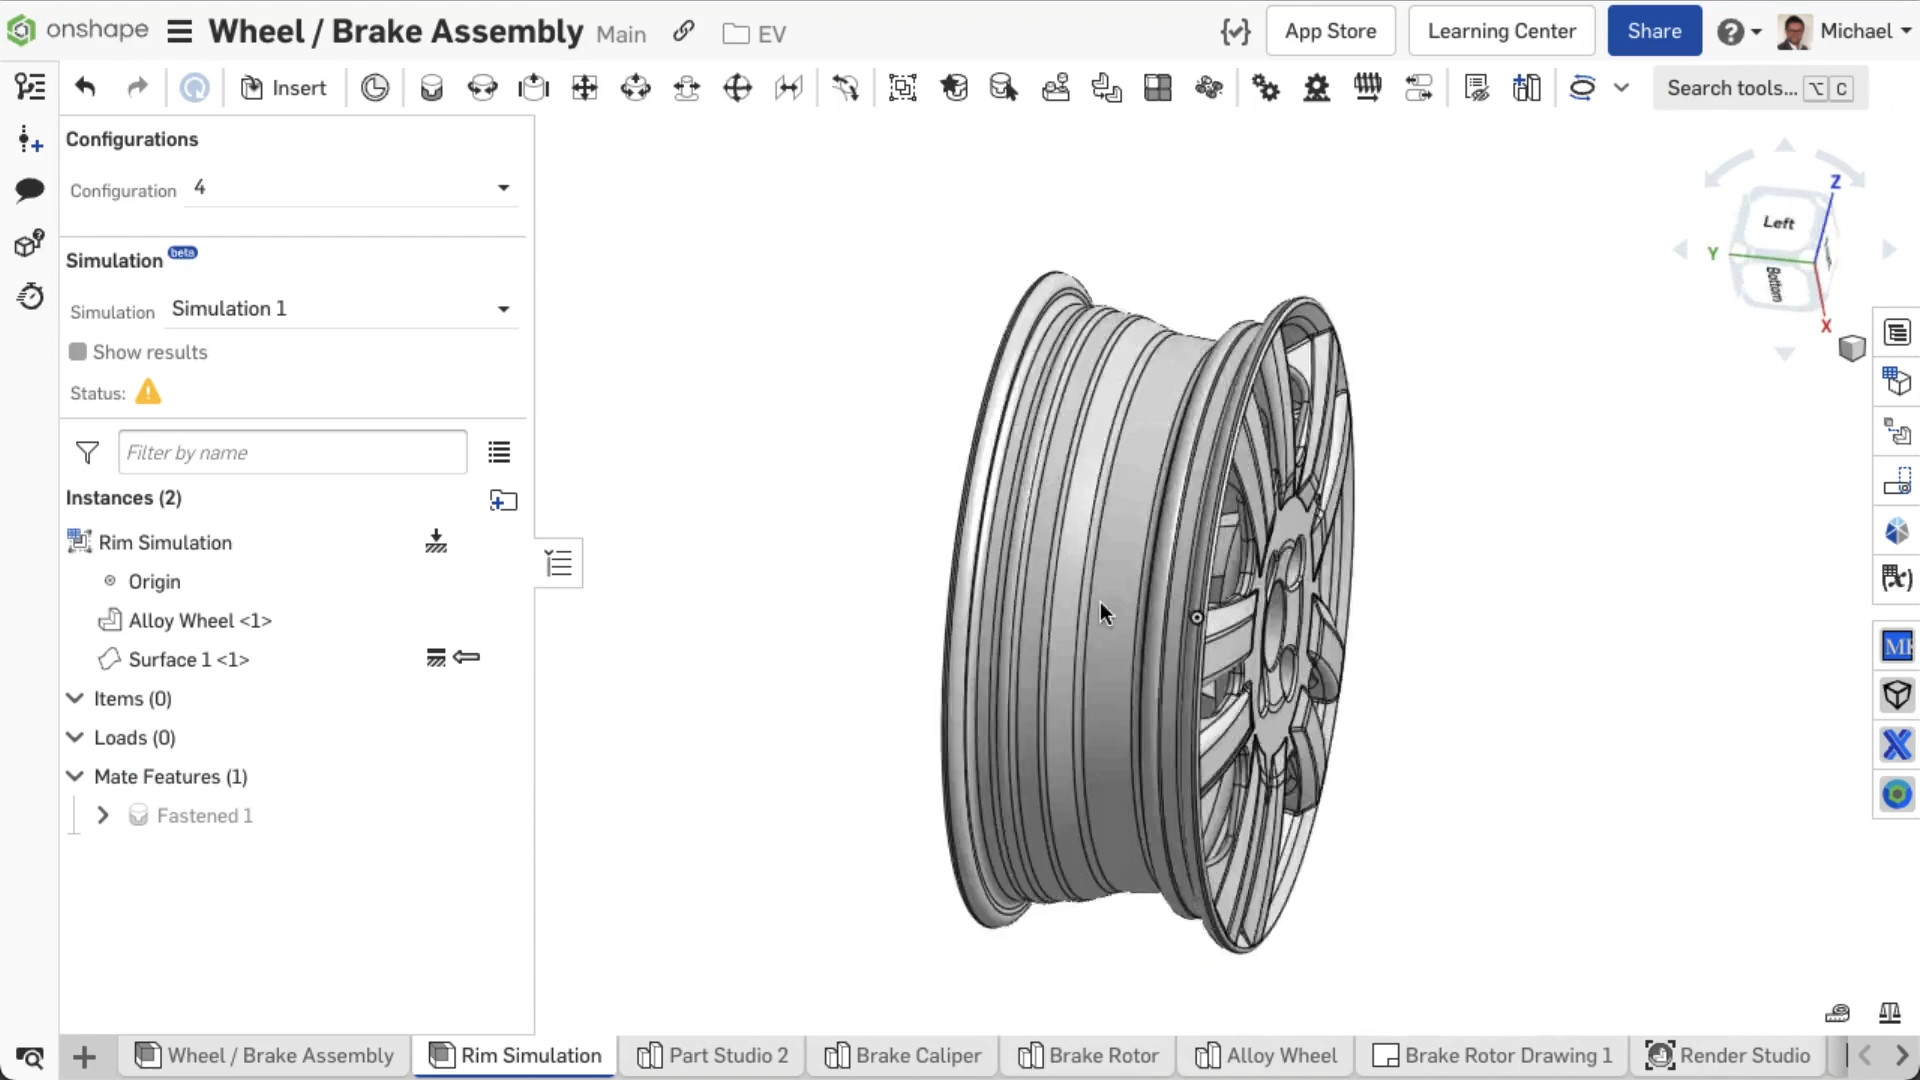 onshape Wheel / Brake Assembly Main EV App Store Learning Center Share Michael
Insert Search tools... ⌥ C
Configurations
Configuration 4
Simulation beta
Simulation Simulation 1
Show results
Status:
Filter by name
Instances (2)
Rim Simulation
Origin
Alloy Wheel <1>
Surface 1 <1>
Items (0)
Loads (0)
Mate Features (1)
Fastened 1
Z
Left
Y
Bottom
X
Wheel / Brake Assembly Rim Simulation Part Studio 2 Brake Caliper Brake Rotor Alloy Wheel Brake Rotor Drawing 1 Render Studio